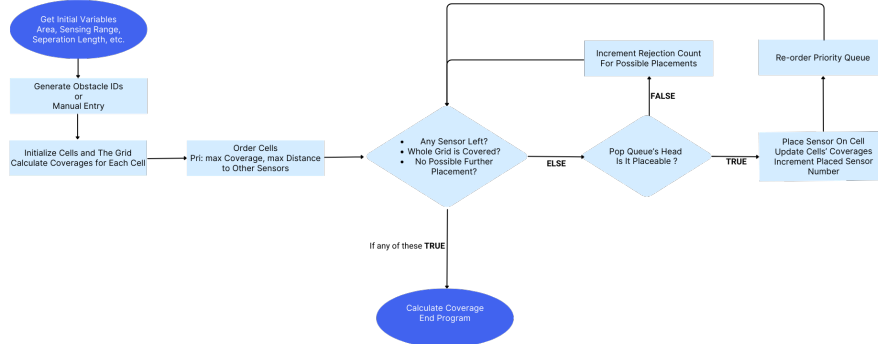 Get Initial Variables
Area, Sensing Range,
Seperation Length, etc.
Generate Obstacle IDs
or
Manual Entry
Initialize Cells and The Grid
Calculate Coverages for Each Cell
Order Cells
Pri: max Coverage, max Distance
to Other Sensors
• Any Sensor Left?
• Whole Grid is Covered?
• No Possible Further
Placement?
If any of these TRUE
Calculate Coverage
End Program
ELSE
Pop Queue's Head
Is It Placeable ?
FALSE
Increment Rejection Count
For Possible Placements
TRUE
Place Sensor On Cell
Update Cells' Coverages
Increment Placed Sensor
Number
Re-order Priority Queue